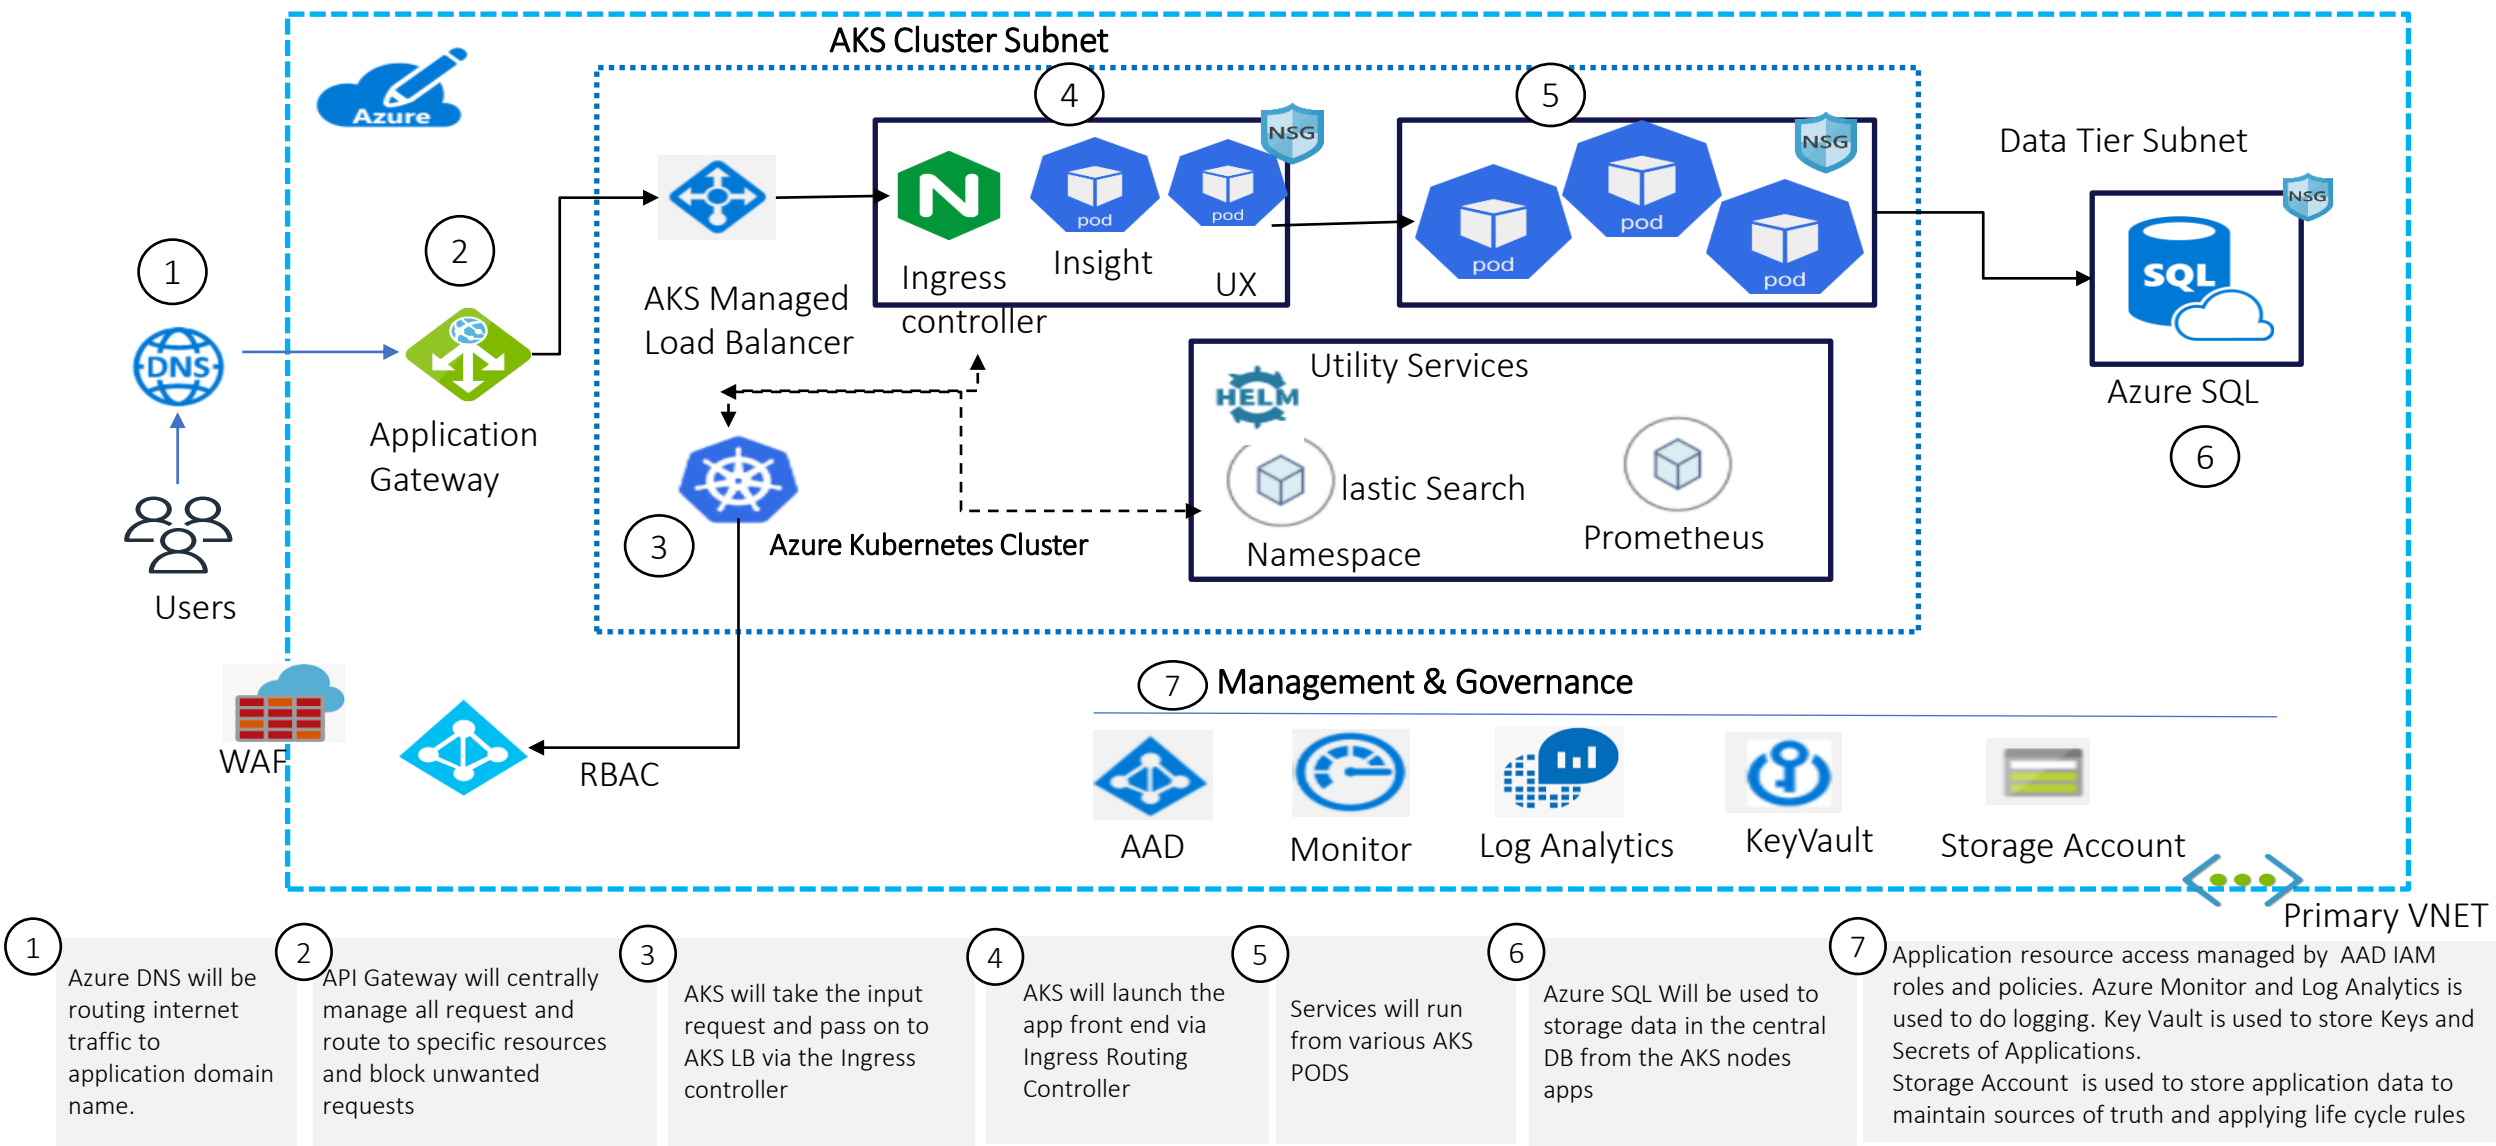 AKS Cluster Subnet
Azure
4
5
NSG
NSG
Data Tier Subnet
NSG
pod
pod
pod
pod
pod
Insight
UX
Ingress
controller
AKS Managed
Load Balancer
1
2
DNS
SQL
Azure SQL
6
Application
Gateway
Utility Services
HELM
lastic Search
Namespace
Prometheus
3
Azure Kubernetes Cluster
Users
WAF
RBAC
7
Management & Governance
AAD
Monitor
Log Analytics
KeyVault
Storage Account
Primary VNET
1
Azure DNS will be
routing internet
traffic to
application domain
name.
2
API Gateway will centrally
manage all request and
route to specific resources
and block unwanted
requests
3
AKS will take the input
request and pass on to
AKS LB via the Ingress
controller
4
AKS will launch the
app front end via
Ingress Routing
Controller
5
Services will run
from various AKS
PODS
6
Azure SQL Will be used to
storage data in the central
DB from the AKS nodes
apps
7
Application resource access managed by AAD IAM
roles and policies. Azure Monitor and Log Analytics is
used to do logging. Key Vault is used to store Keys and
Secrets of Applications.
Storage Account is used to store application data to
maintain sources of truth and applying life cycle rules